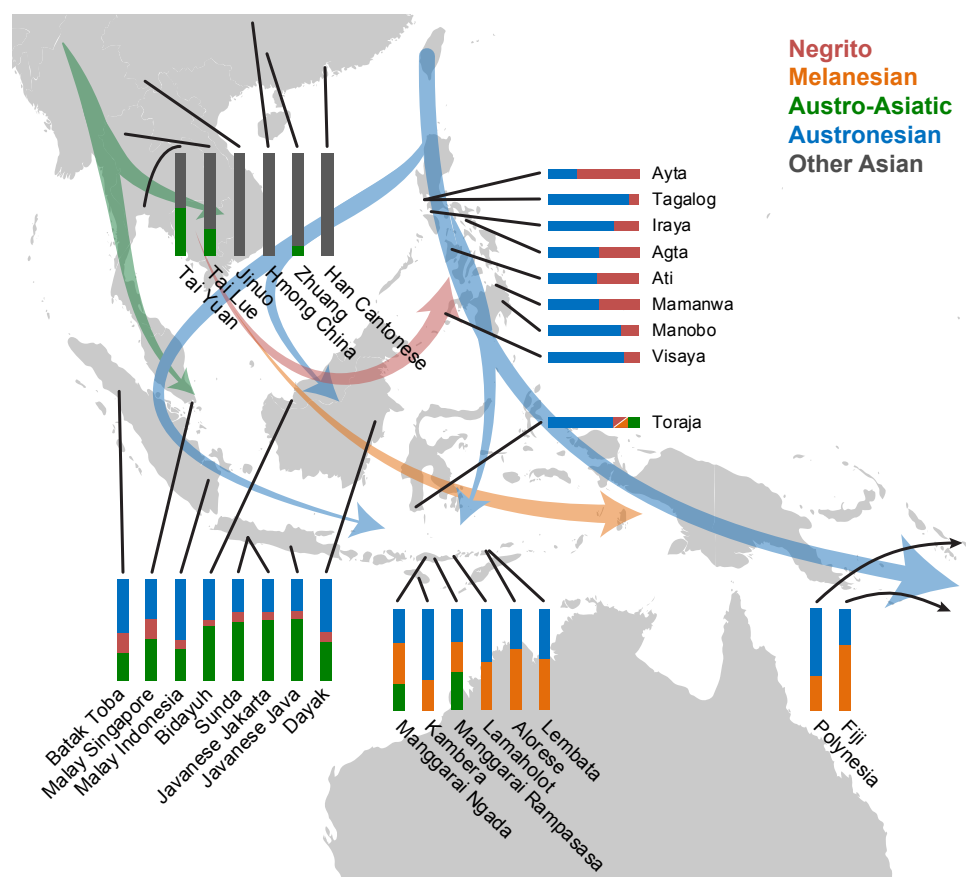 Negrito
Melanesian
Austro-Asiatic
Austronesian
Other Asian
Ayta
Tagalog
Iraya
Agta
Ati
Mamanwa
Manobo
Visaya
Toraja
Tai Yuan
Tai Lue
Jinuo
Hmong China
Zhuang
Han Cantonese
Batak Toba
Malay Singapore
Malay Indonesia
Bidayuh
Sunda
Javanese Jakarta
Javanese Java
Dayak
Manggarai Ngada
Kambera
Manggarai Rampasasa
Lamaholot
Alorese
Lembata
Polynesia
Fiji